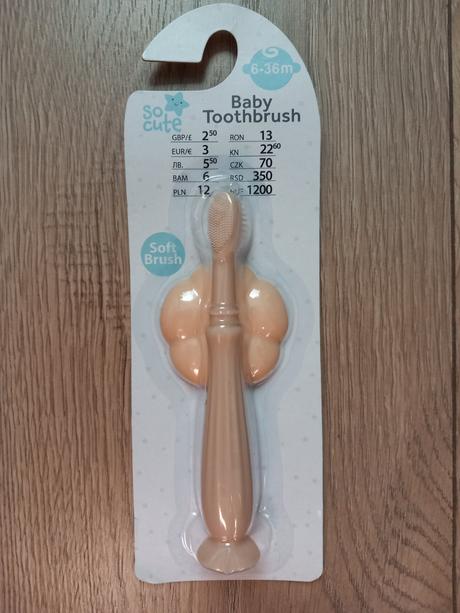 6-36m
so
cute
Baby
Toothbrush
GBP/£ 2⁵⁰ RON 13
EUR/€ 3 KN 22⁶⁰
ЛВ. 5⁵⁰ CZK 70
BAM 6 RSD 350
PLN 12 HUF 1200
Soft
Brush